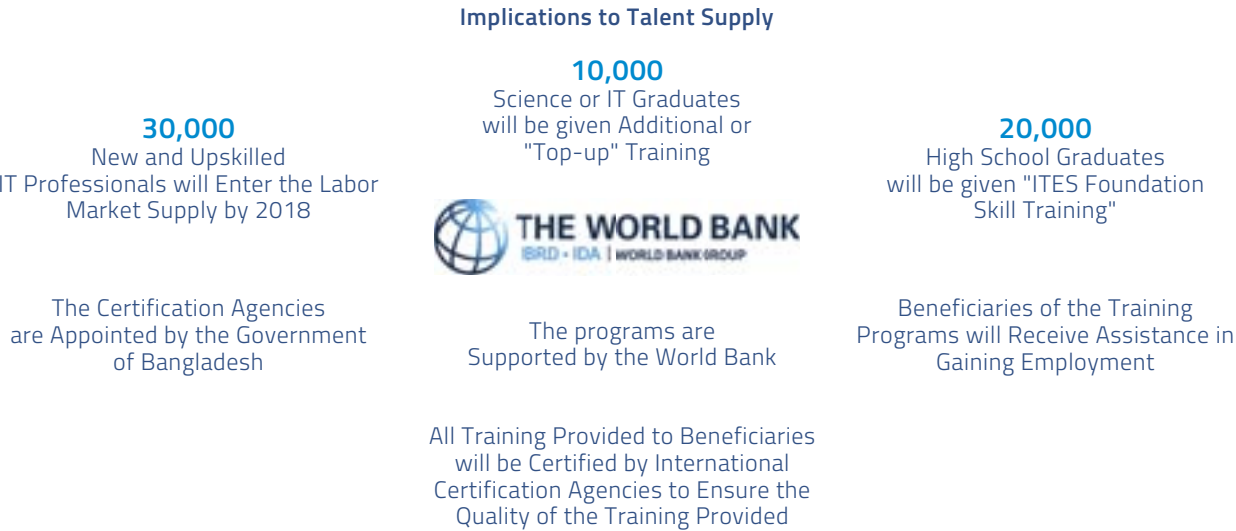 Implications to Talent Supply
10,000
Science or IT Graduates
will be given Additional or
"Top-up" Training
30,000
New and Upskilled
IT Professionals will Enter the Labor
Market Supply by 2018
20,000
High School Graduates
will be given "ITES Foundation
Skill Training"
THE WORLD BANK
IBRD • IDA | WORLD BANK GROUP
The Certification Agencies
are Appointed by the Government
of Bangladesh
The programs are
Supported by the World Bank
Beneficiaries of the Training
Programs will Receive Assistance in
Gaining Employment
All Training Provided to Beneficiaries
will be Certified by International
Certification Agencies to Ensure the
Quality of the Training Provided